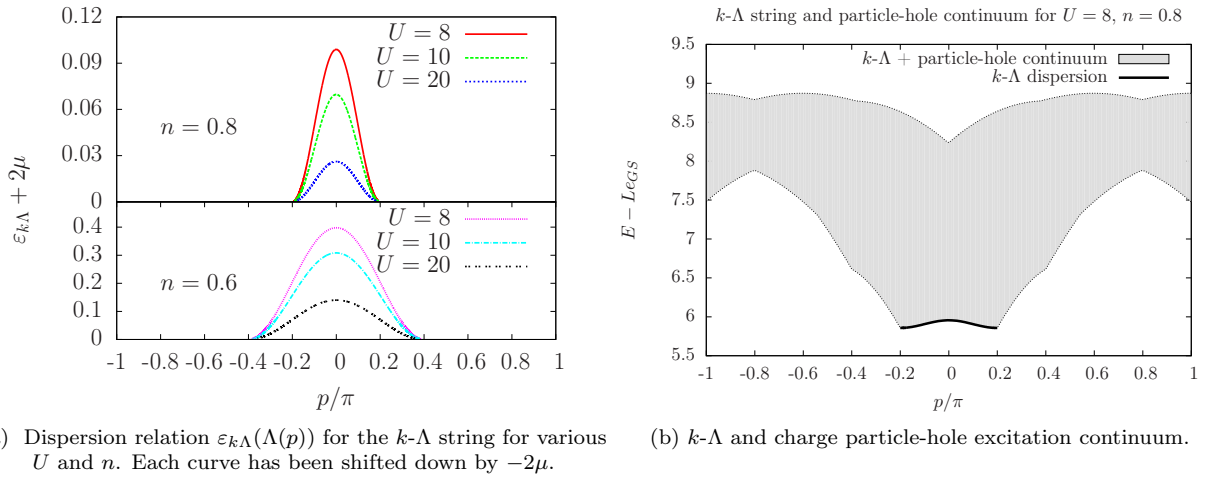 0.12
0.09
0.06
0.03
0
U = 8
U = 10
U = 20
n = 0.8
ε_{kΛ} + 2μ
0.4
0.3
0.2
0.1
0
U = 8
U = 10
U = 20
n = 0.6
-1 -0.8 -0.6 -0.4 -0.2 0 0.2 0.4 0.6 0.8 1
p/π
) Dispersion relation ε_{kΛ}(Λ(p)) for the k-Λ string for various
U and n. Each curve has been shifted down by −2μ.
k-Λ string and particle-hole continuum for U = 8, n = 0.8
9.5
9
8.5
8
7.5
7
6.5
6
5.5
E − Le_{GS}
k-Λ + particle-hole continuum
k-Λ dispersion
-1 -0.8 -0.6 -0.4 -0.2 0 0.2 0.4 0.6 0.8 1
p/π
(b) k-Λ and charge particle-hole excitation continuum.